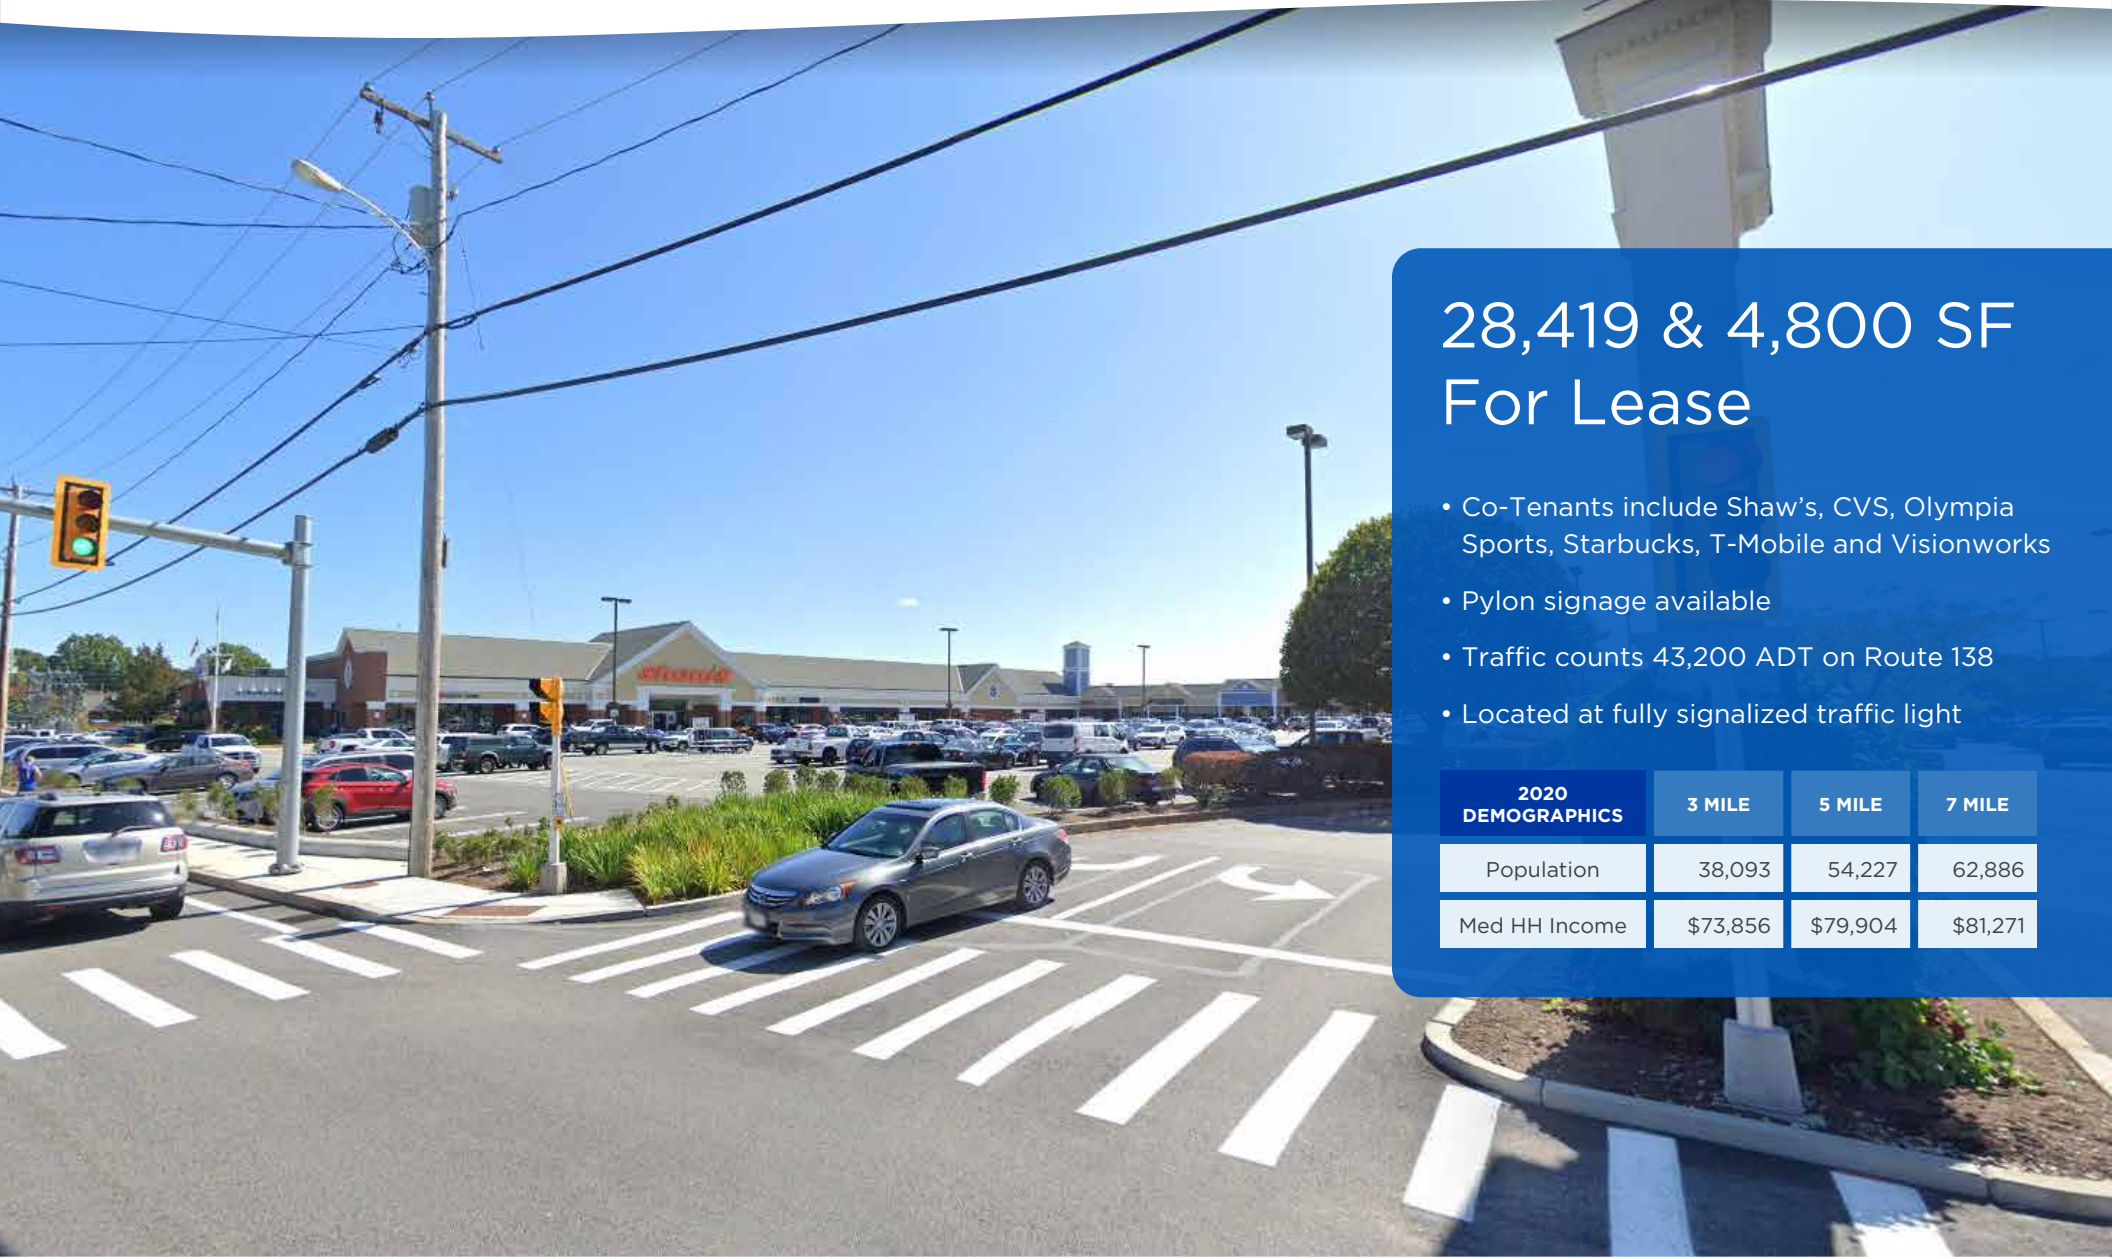 28,419 & 4,800 SF
For Lease
• Co-Tenants include Shaw’s, CVS, Olympia
Sports, Starbucks, T-Mobile and Visionworks
• Pylon signage available
• Traffic counts 43,200 ADT on Route 138
• Located at fully signalized traffic light
2020
DEMOGRAPHICS 3 MILE 5 MILE 7 MILE
Population 38,093 54,227 62,886
Med HH Income $73,856 $79,904 $81,271